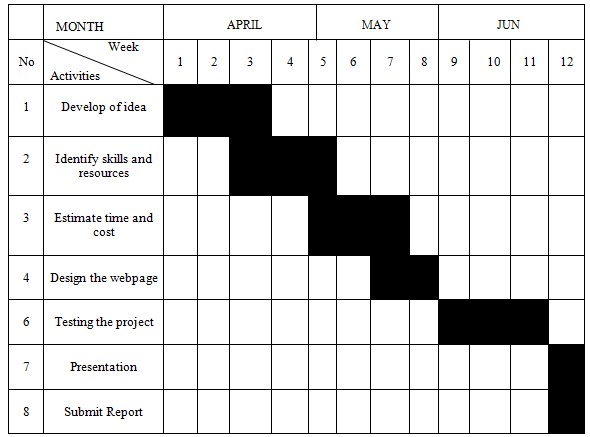 MONTH APRIL MAY JUN
No Week Activities 1 2 3 4 5 6 7 8 9 10 11 12
1 Develop of idea
2 Identify skills and
resources
3 Estimate time and
cost
4 Design the webpage
6 Testing the project
7 Presentation
8 Submit Report